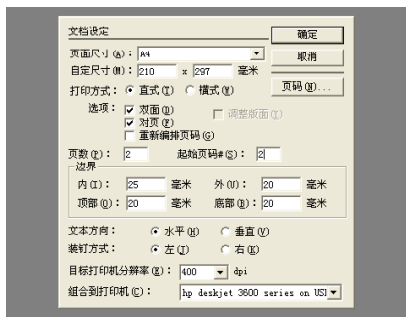 文档设定
确定
页面尺寸(A): A4
取消
自定尺寸(M): 210 x 297 毫米
打印方式: 直式(T) 横式(W)
页码(N)...
选项: 双面(D) 调整版面(I)
对页(F)
重新编排页码(G)
页数(P): 2 起始页码#(S): 2
边界
内(I): 25 毫米 外(U): 20 毫米
顶部(O): 20 毫米 底部(B): 20 毫米
文本方向: 水平(H) 垂直(V)
装钉方式: 左(J) 右(K)
目标打印机分辨率(R): 400 dpi
组合到打印机(C): hp deskjet 3600 series on USI